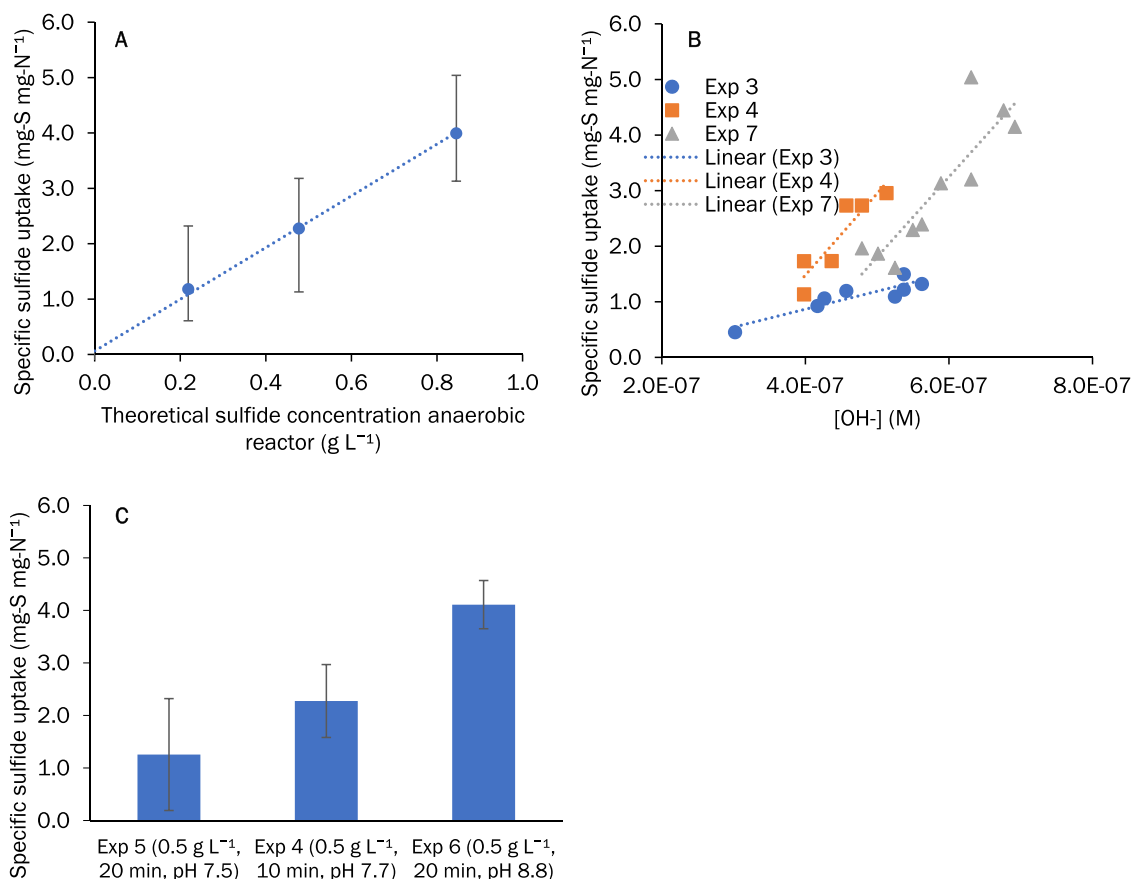 A
Specific sulfide uptake (mg-S mg-N⁻¹)
6.0
5.0
4.0
3.0
2.0
1.0
0.0
0.0 0.2 0.4 0.6 0.8 1.0
Theoretical sulfide concentration anaerobic
reactor (g L⁻¹)
B
Specific sulfide uptake (mg-S mg-N⁻¹)
6.0
5.0
4.0
3.0
2.0
1.0
0.0
Exp 3
Exp 4
Exp 7
Linear (Exp 3)
Linear (Exp 4)
Linear (Exp 7)
2.0E-07 4.0E-07 6.0E-07 8.0E-07
[OH-] (M)
C
Specific sulfide uptake (mg-S mg-N⁻¹)
6.0
5.0
4.0
3.0
2.0
1.0
0.0
Exp 5 (0.5 g L⁻¹,
20 min, pH 7.5)
Exp 4 (0.5 g L⁻¹,
10 min, pH 7.7)
Exp 6 (0.5 g L⁻¹,
20 min, pH 8.8)